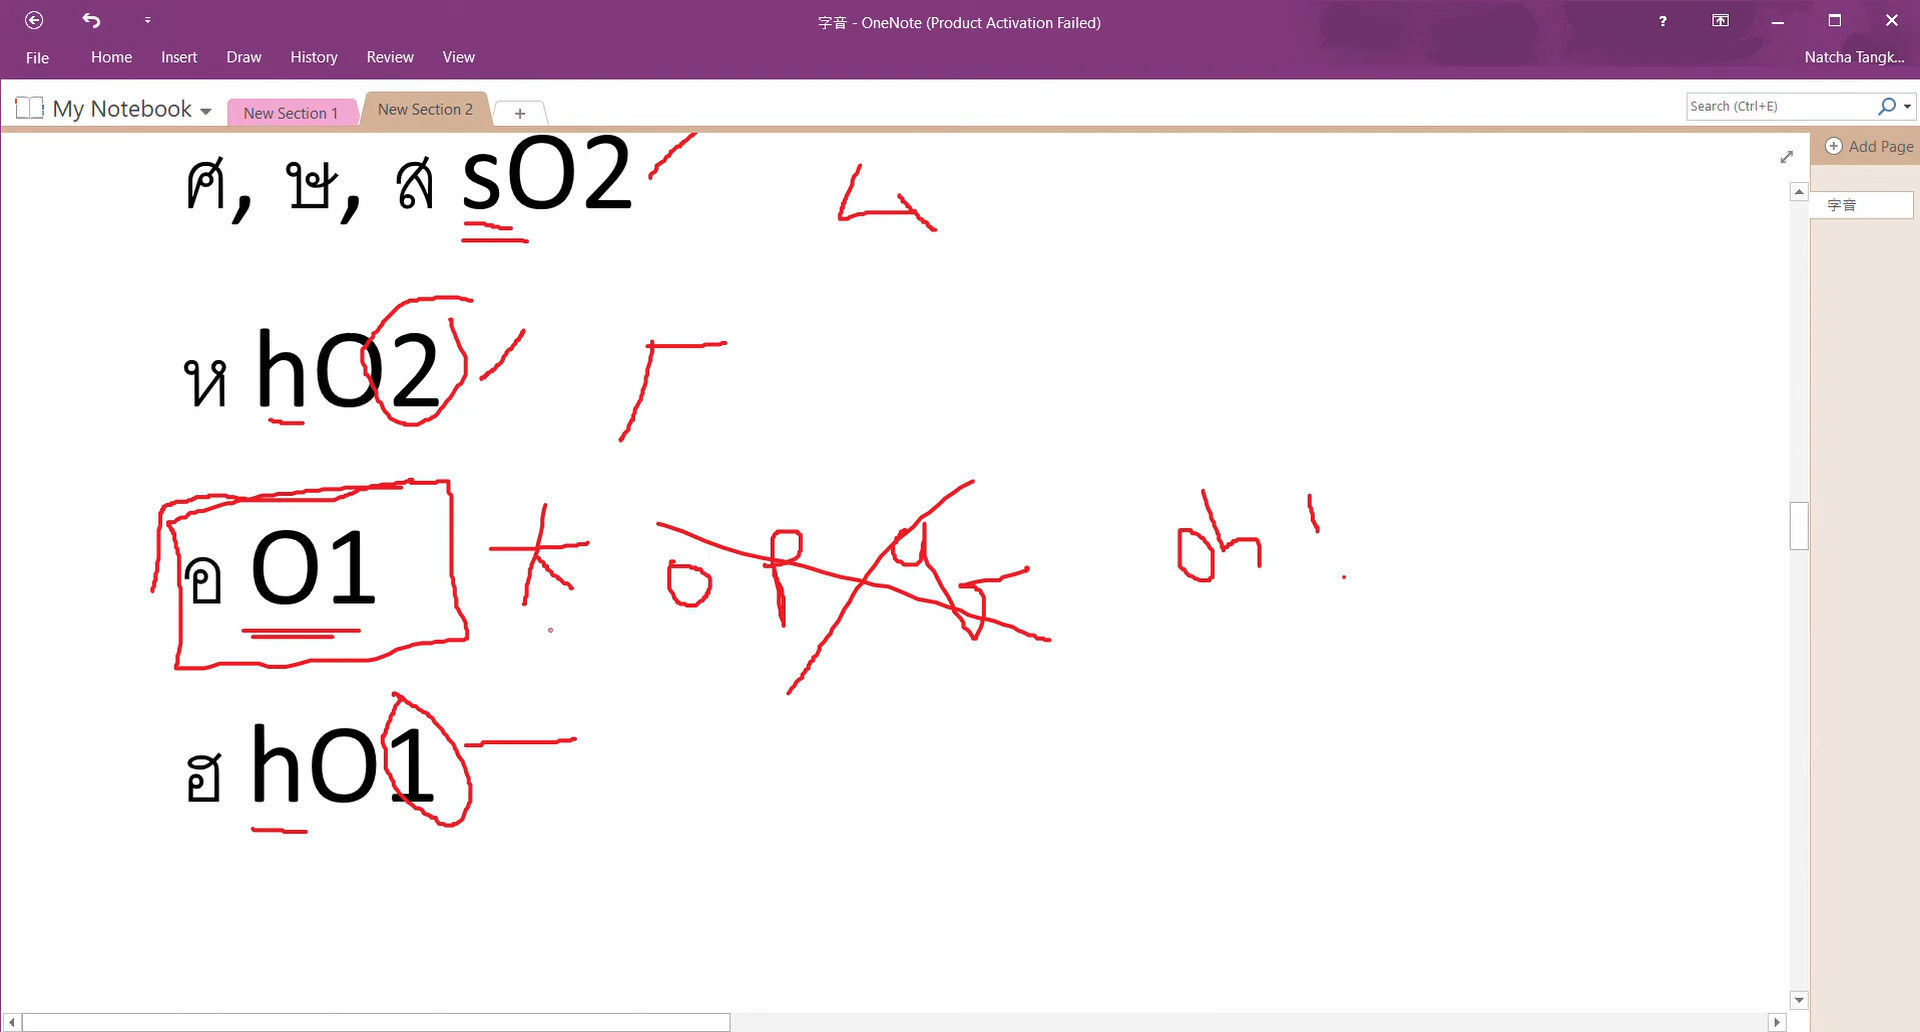 字音 - OneNote (Product Activation Failed)
?
File Home Insert Draw History Review View
Natcha Tangk...
My Notebook New Section 1 New Section 2 +
Search (Ctrl+E)
Add Page
字音
ศ, ษ, ส sO2
ห hO2
อ O1
oh
ฮ hO1